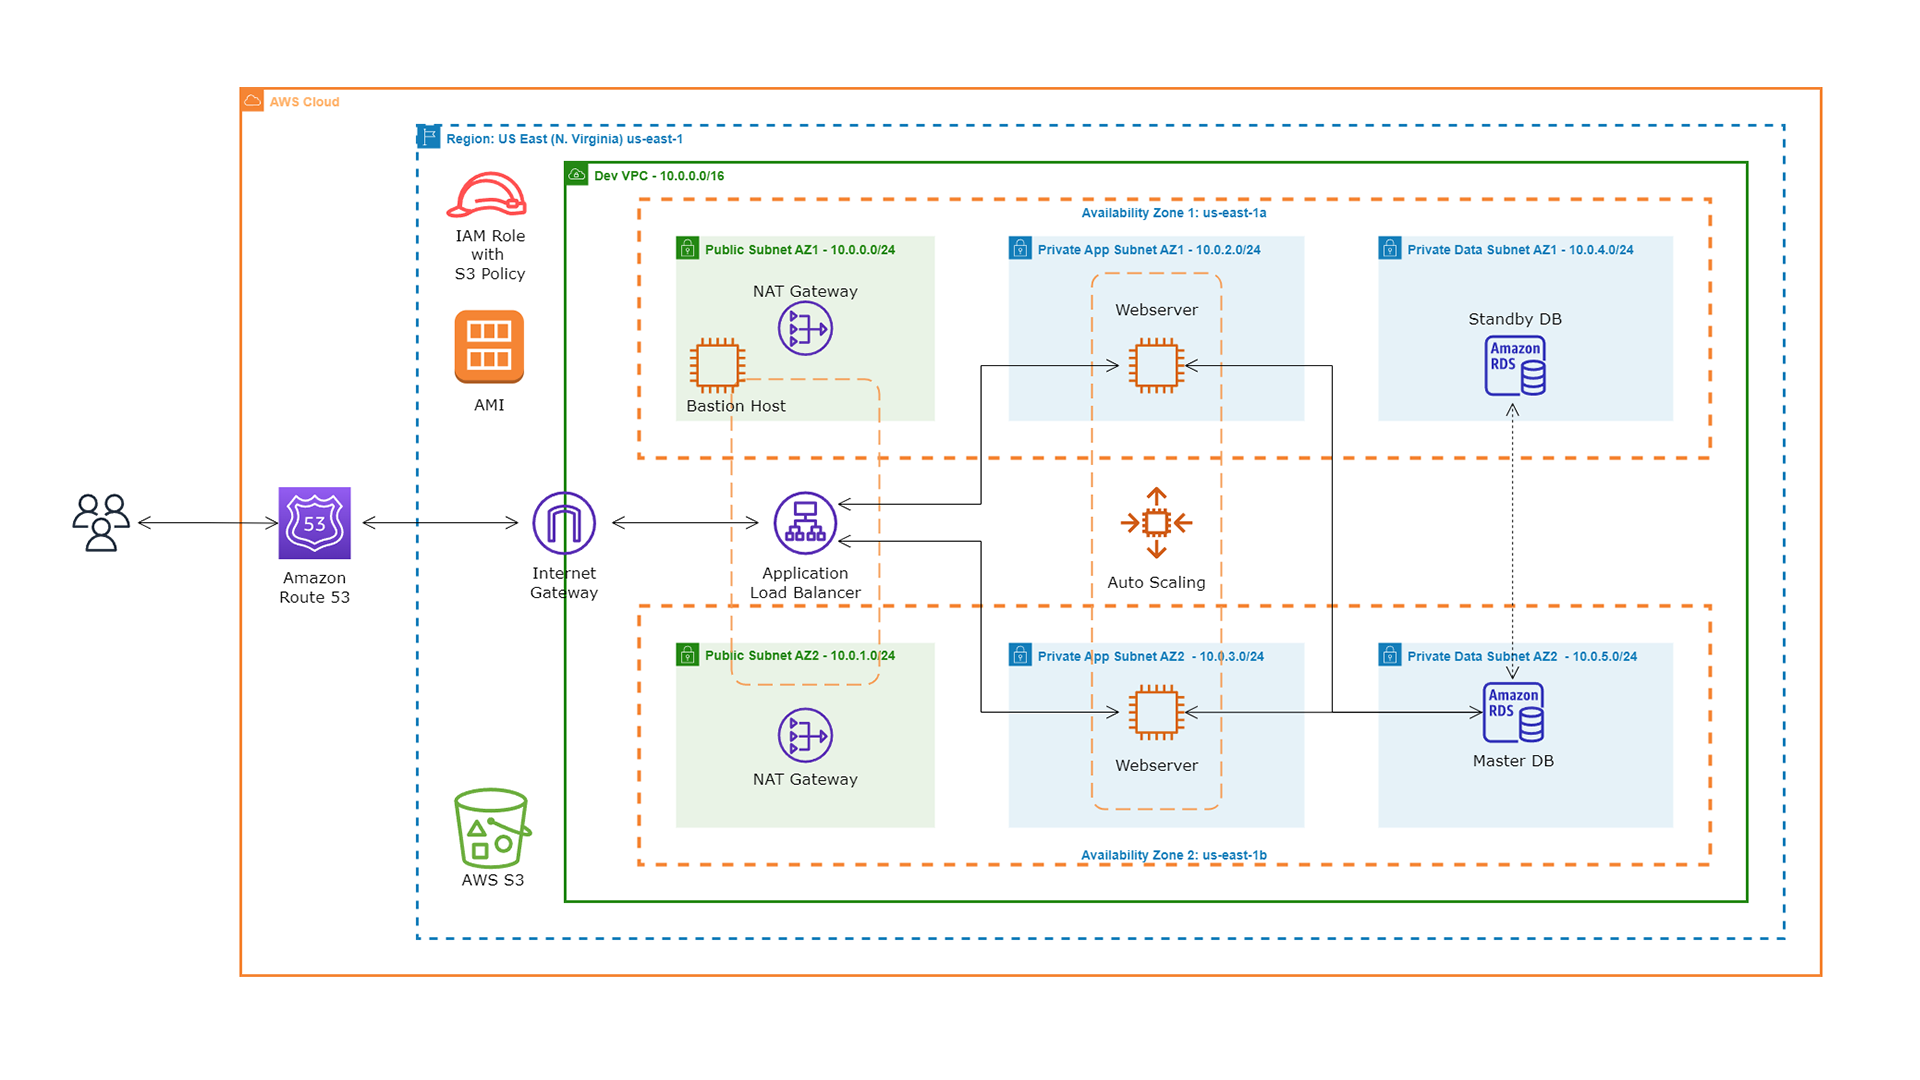 AWS Cloud
Region: US East (N. Virginia) us-east-1
IAM Role
with
S3 Policy
AMI
Dev VPC - 10.0.0.0/16
Availability Zone 1: us-east-1a
Public Subnet AZ1 - 10.0.0.0/24
NAT Gateway
Bastion Host
Private App Subnet AZ1 - 10.0.2.0/24
Webserver
Private Data Subnet AZ1 - 10.0.4.0/24
Standby DB
Amazon
RDS
53
Amazon
Route 53
Internet
Gateway
Application
Load Balancer
Auto Scaling
Public Subnet AZ2 - 10.0.1.0/24
NAT Gateway
Private App Subnet AZ2 - 10.0.3.0/24
Webserver
Private Data Subnet AZ2 - 10.0.5.0/24
Amazon
RDS
Master DB
Availability Zone 2: us-east-1b
AWS S3